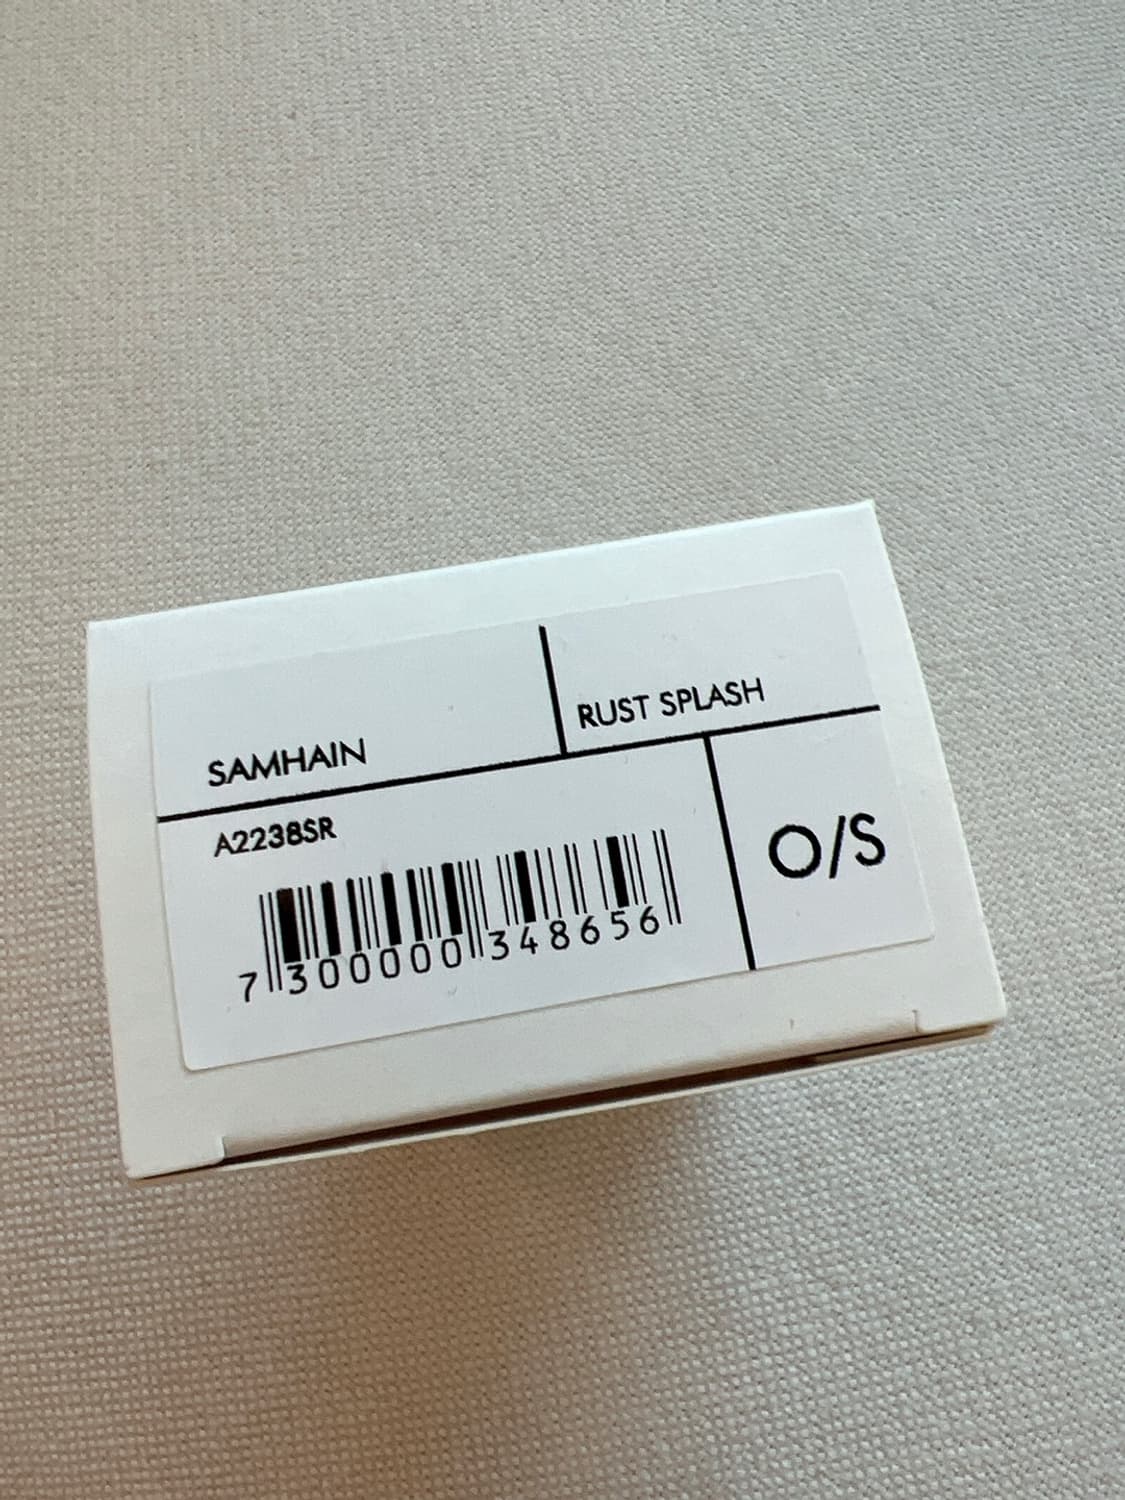 SAMHAIN
RUST SPLASH
A2238SR
O/S
7 300000 348656